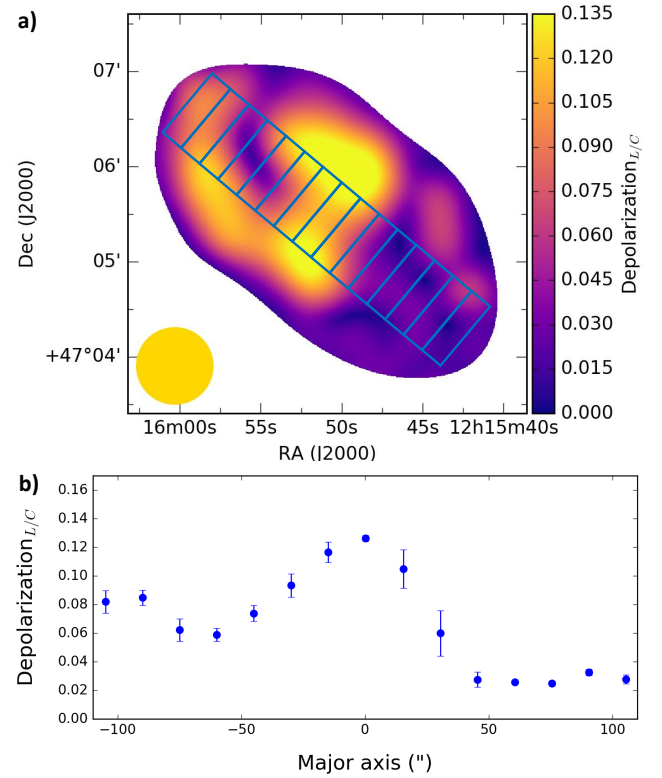 a)
07'
06'
05'
+47°04'
Dec (J2000)
16m00s 55s 50s 45s 12h15m40s
RA (J2000)
0.135
0.120
0.105
0.090
0.075
0.060
0.045
0.030
0.015
0.000
Depolarization_L/C
b)
0.16
0.14
0.12
0.10
0.08
0.06
0.04
0.02
0.00
Depolarization_L/C
−100 −50 0 50 100
Major axis (")